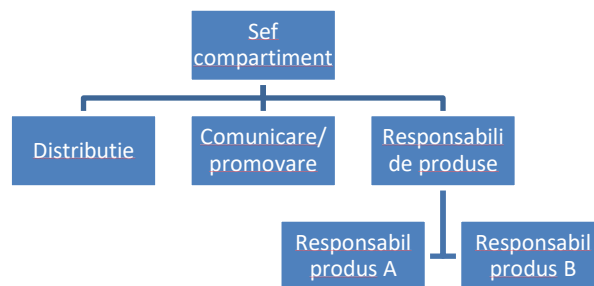 Sef
compartiment
Distributie
Comunicare/
promovare
Responsabili
de produse
Responsabil
produs A
Responsabil
produs B